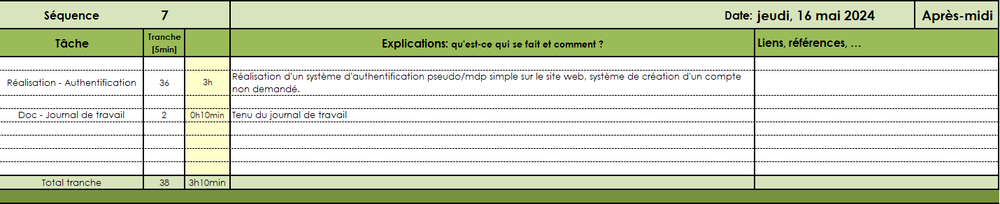 Séquence 7 Date: jeudi, 16 mai 2024 Après-midi
Tâche Tranche [5min] Explications: qu'est-ce qui se fait et comment ? Liens, références, …
Réalisation - Authentification 36 3h Réalisation d'un système d'authentification pseudo/mdp simple sur le site web, système de création d'un compte
non demandé.
Doc - Journal de travail 2 0h10min Tenu du journal de travail
Total tranche 38 3h10min